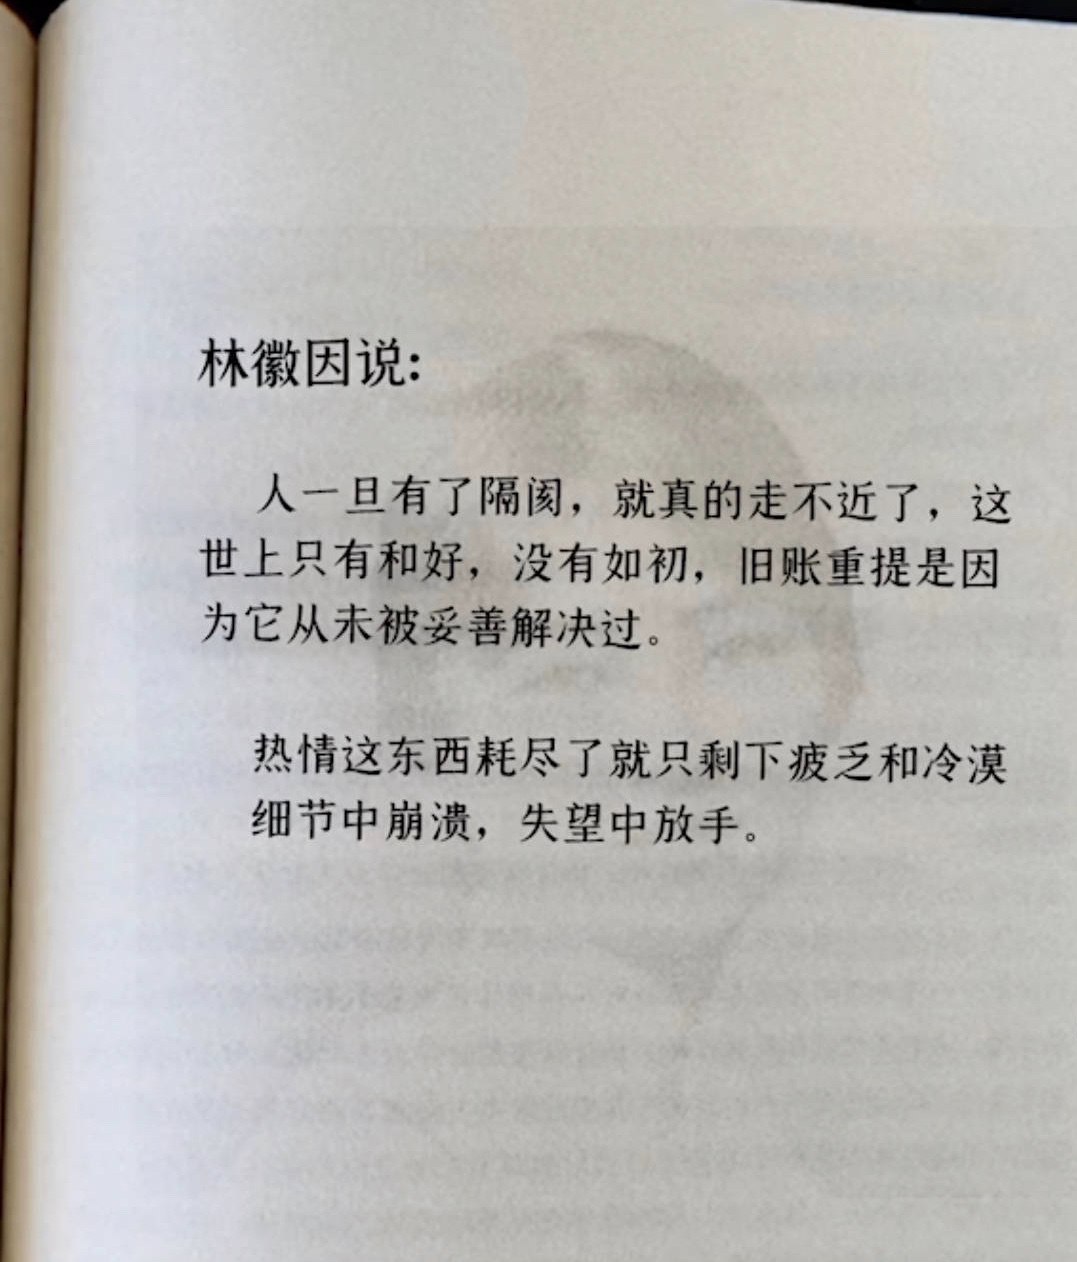 林徽因说:
人一旦有了隔阂，就真的走不近了，这
世上只有和好，没有如初，旧账重提是因
为它从未被妥善解决过。
热情这东西耗尽了就只剩下疲乏和冷漠
细节中崩溃，失望中放手。